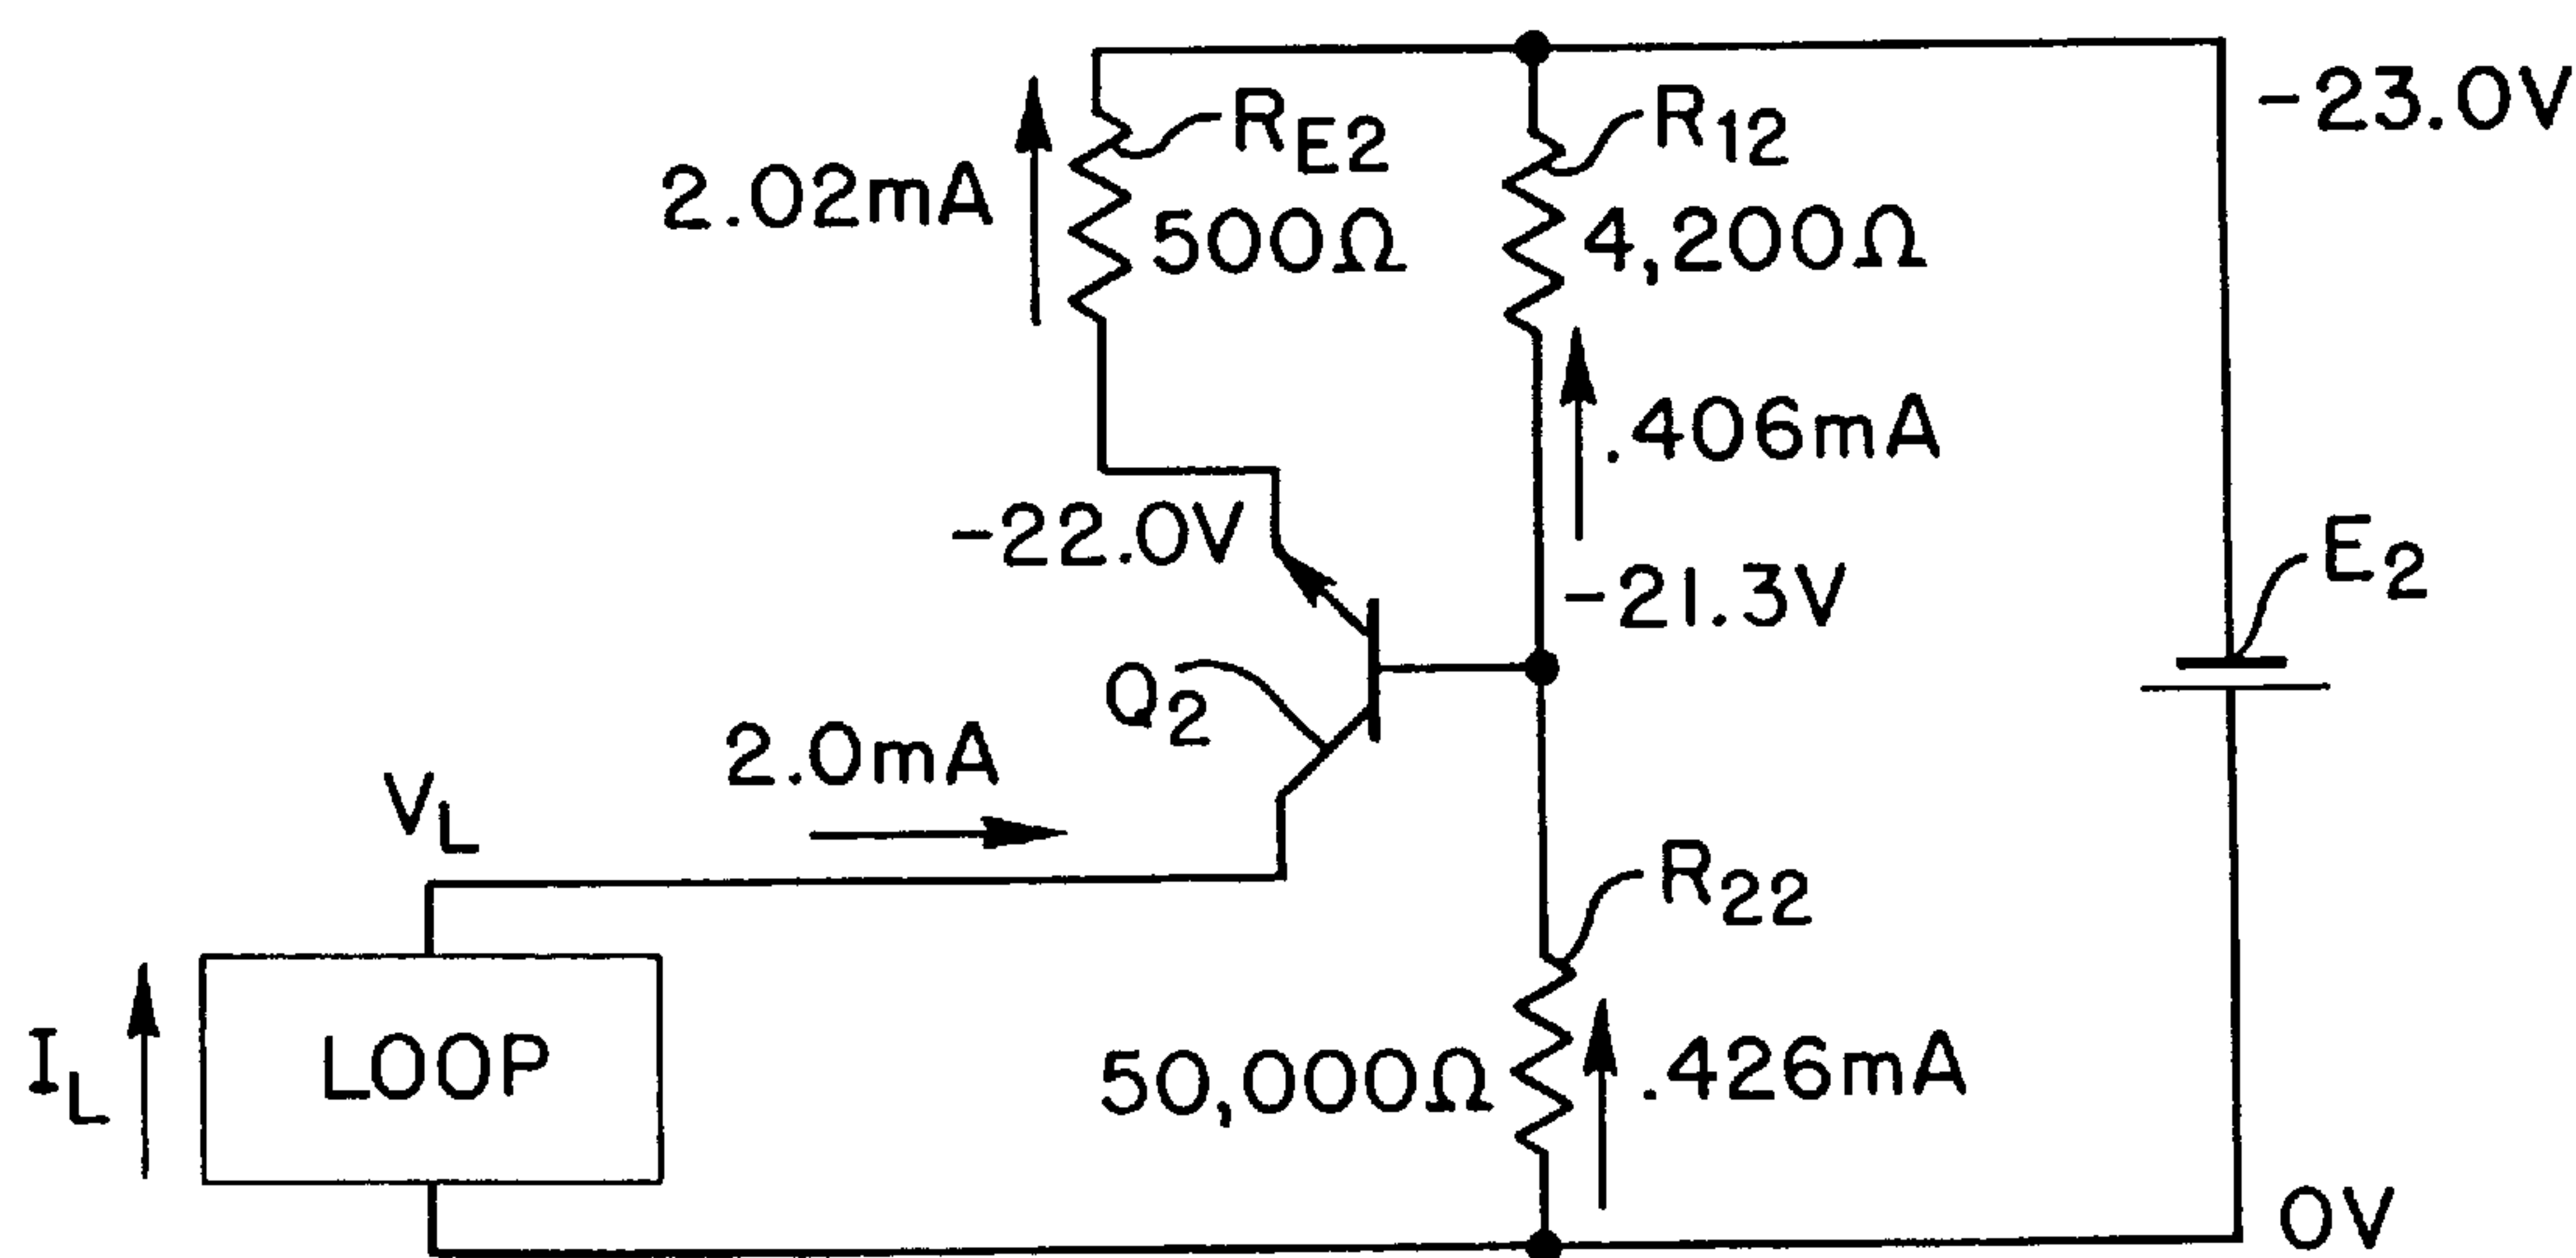 -23.0V
RE2
R12
2.02mA
500Ω
4,200Ω
.406mA
-22.0V
-21.3V
E2
Q2
2.0mA
VL
R22
IL
LOOP
50,000Ω
.426mA
0V